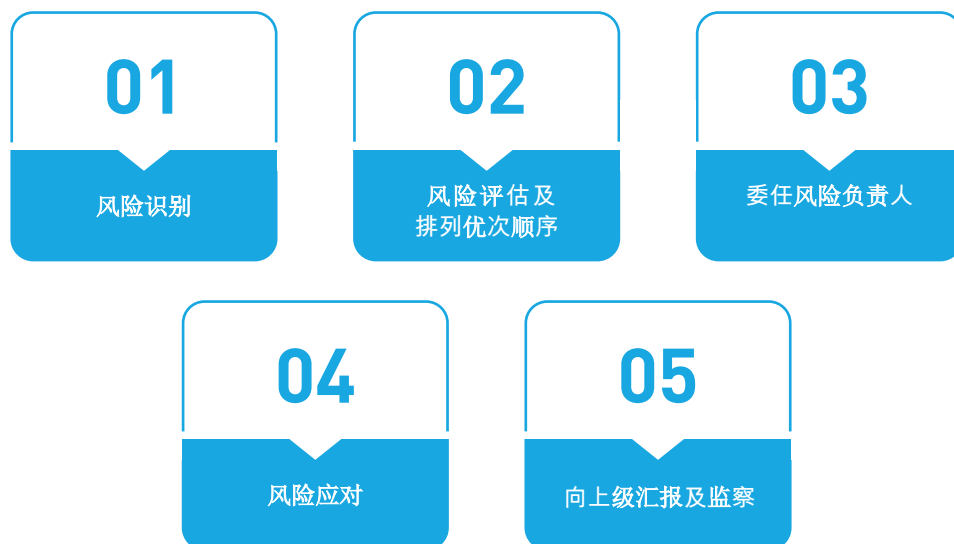 01
风险识别
02
风险评估及
排列优次顺序
03
委任风险负责人
04
风险应对
05
向上级汇报及监察